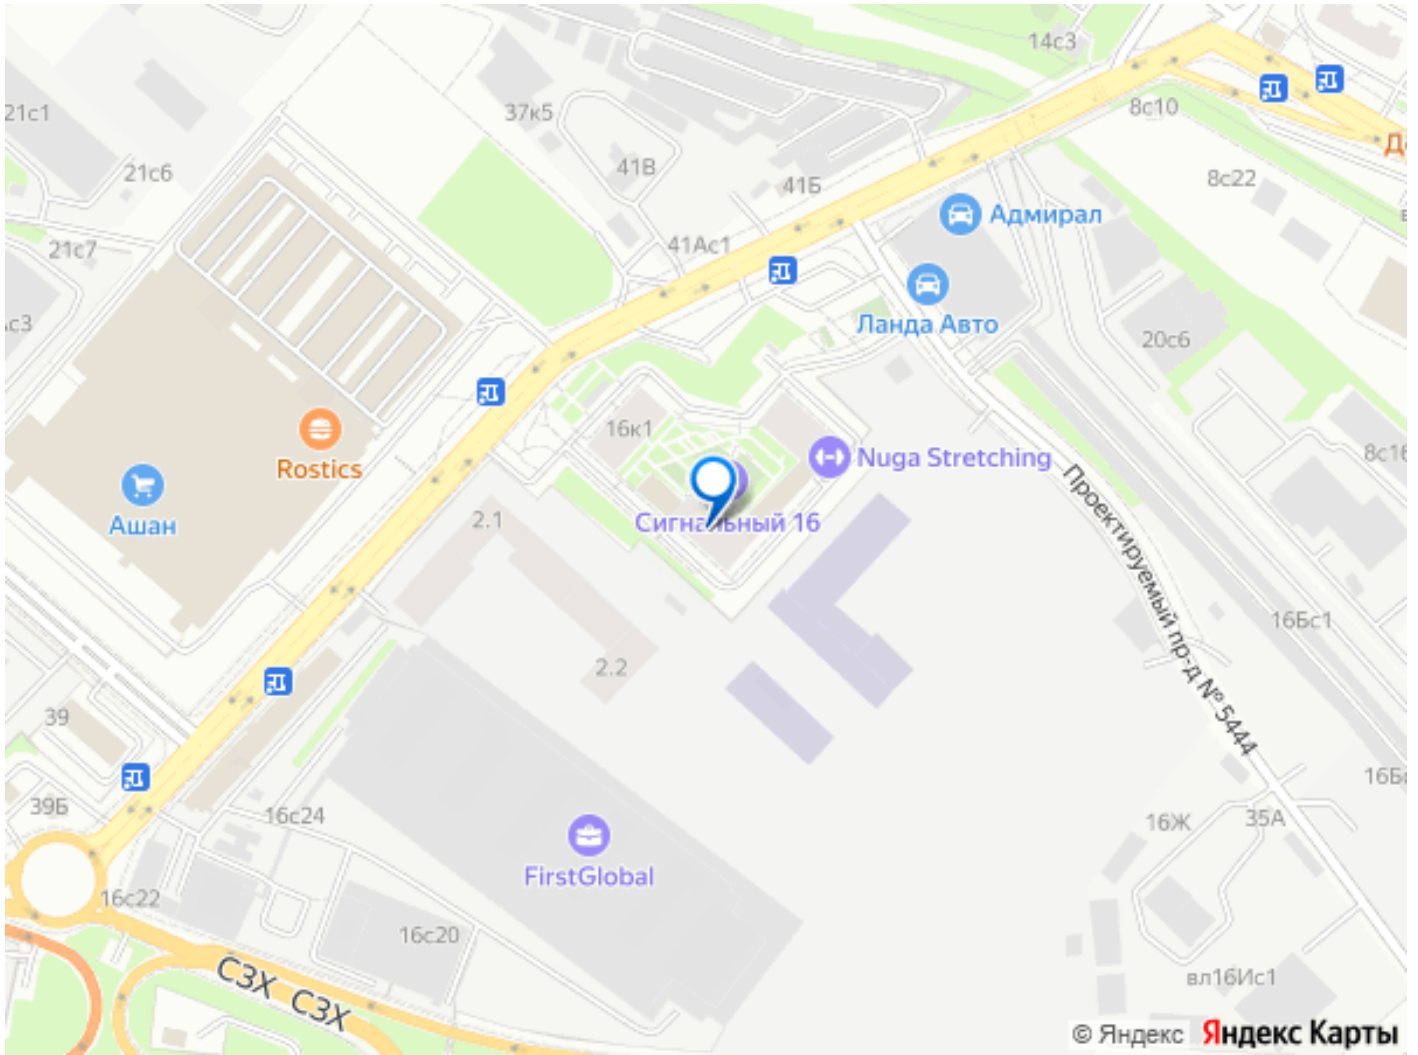 14с3
21с1
37к5
8с10
21с6
41В
41Б
8с22
Адмирал
21с7
41Ас1
Ланда Авто
20с6
16к1
Rostics
Nuga Stretching
Ашан
2.1
Сигнальный 16
Проектируемый пр-д № 5444
16Бс1
2.2
39
39Б
16с24
16Ж
35А
FirstGlobal
16с22
16с20
СЗХ СЗХ
вл16Ис1
© Яндекс Яндекс Карты